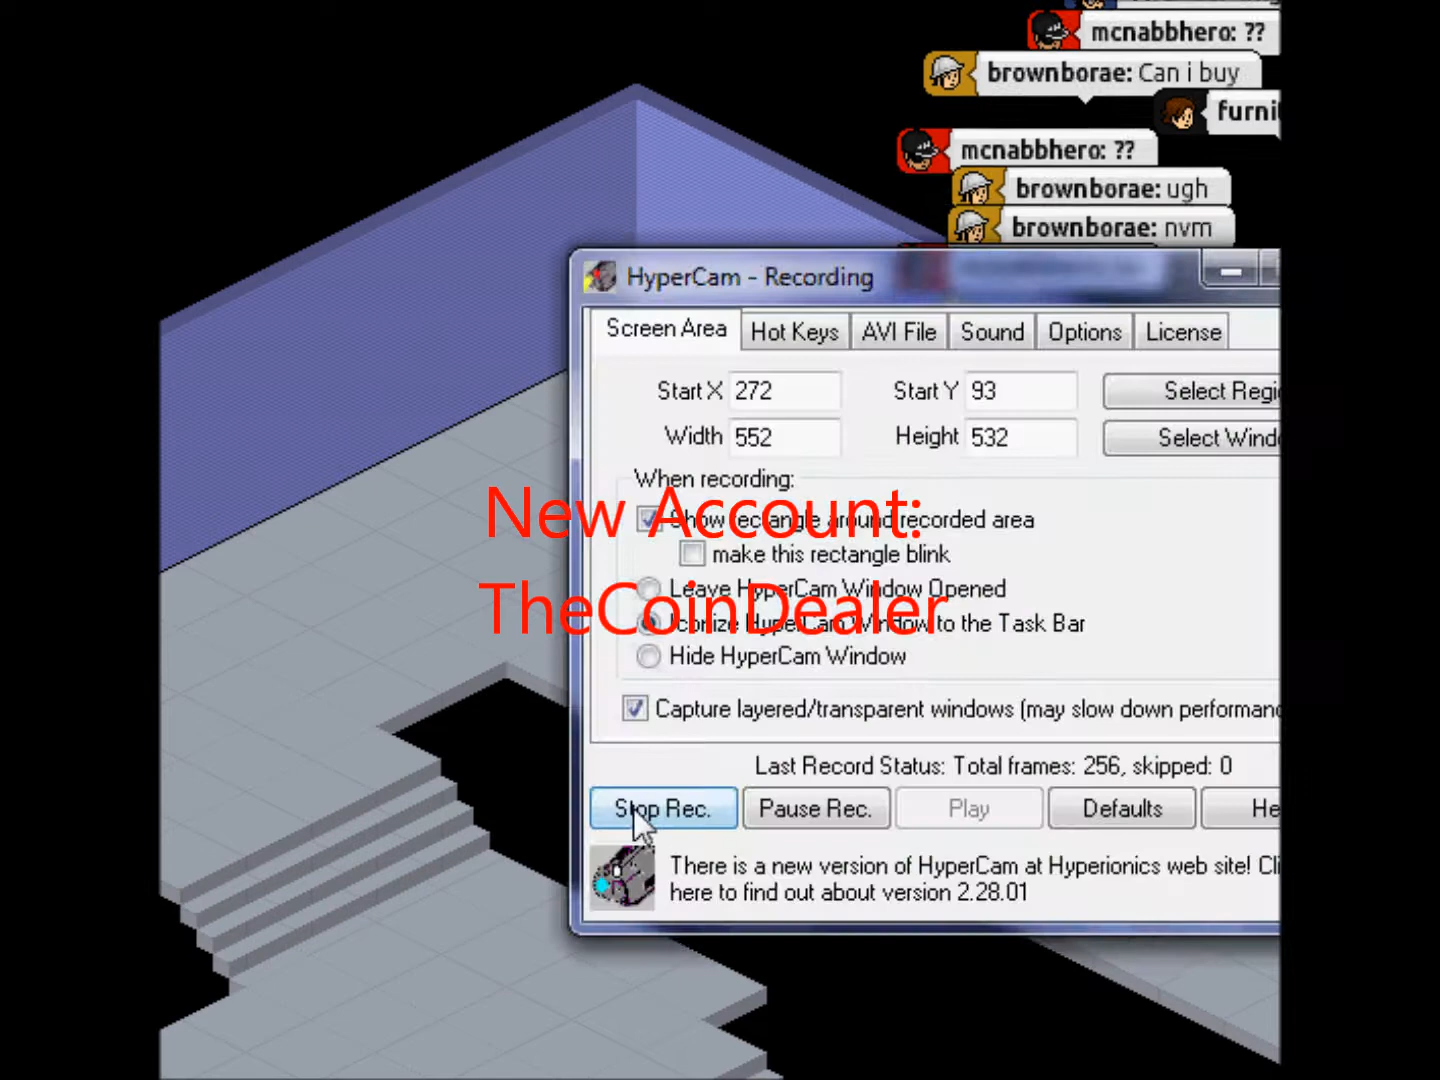 mcnabbhero: ??
brownborae: Can i buy
furni
mcnabbhero: ??
brownborae: ugh
brownborae: nvm
HyperCam - Recording
Screen Area Hot Keys AVI File Sound Options License
Start X 272 Start Y 93 Select Regi
Width 552 Height 532 Select Wind
When recording:
New Account:
Show rectangle around recorded area
make this rectangle blink
Leave HyperCam Window Opened
TheCoinDealer
Iconize HyperCam Window to the Task Bar
Hide HyperCam Window
Capture layered/transparent windows (may slow down performanc
Last Record Status: Total frames: 256, skipped: 0
Stop Rec. Pause Rec. Play Defaults He
There is a new version of HyperCam at Hyperionics web site! Cli
here to find out about version 2.28.01